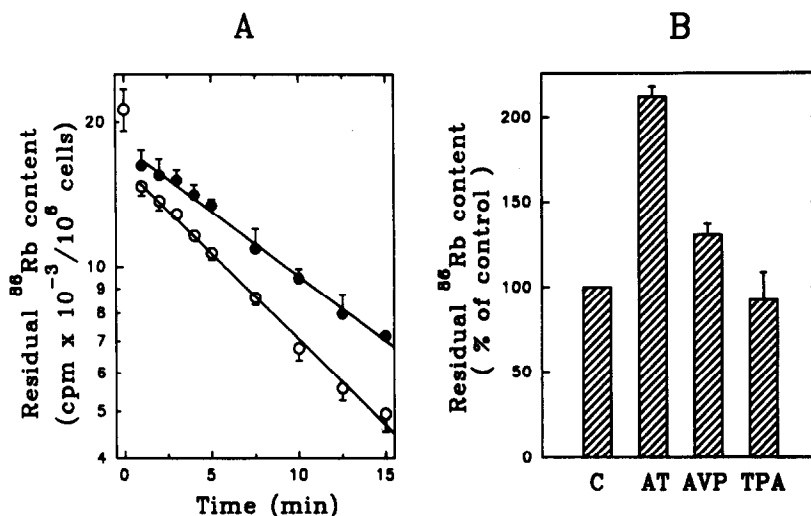 A
Residual ⁸⁶Rb content
(cpm x 10⁻³/10⁶ cells)
20
10
9
8
7
6
5
4
0
5
10
15
Time (min)
B
Residual ⁸⁶Rb content
( % of control )
200
150
100
50
0
C
AT
AVP
TPA